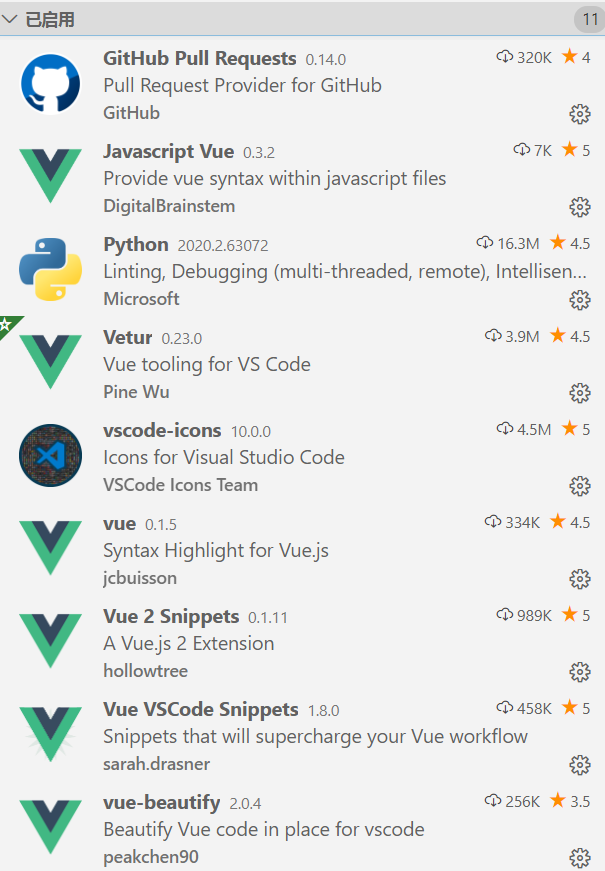 已启用 11
GitHub Pull Requests 0.14.0 320K 4
Pull Request Provider for GitHub
GitHub
Javascript Vue 0.3.2 7K 5
Provide vue syntax within javascript files
DigitalBrainstem
Python 2020.2.63072 16.3M 4.5
Linting, Debugging (multi-threaded, remote), Intellisen...
Microsoft
Vetur 0.23.0 3.9M 4.5
Vue tooling for VS Code
Pine Wu
vscode-icons 10.0.0 4.5M 5
Icons for Visual Studio Code
VSCode Icons Team
vue 0.1.5 334K 4.5
Syntax Highlight for Vue.js
jcbuisson
Vue 2 Snippets 0.1.11 989K 5
A Vue.js 2 Extension
hollowtree
Vue VSCode Snippets 1.8.0 458K 5
Snippets that will supercharge your Vue workflow
sarah.drasner
vue-beautify 2.0.4 256K 3.5
Beautify Vue code in place for vscode
peakchen90